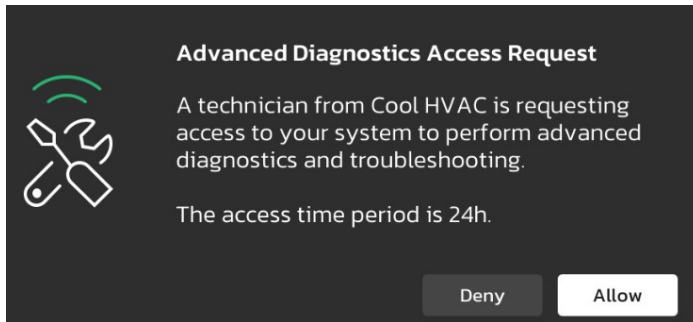 Advanced Diagnostics Access Request
A technician from Cool HVAC is requesting
access to your system to perform advanced
diagnostics and troubleshooting.
The access time period is 24h.
Deny
Allow